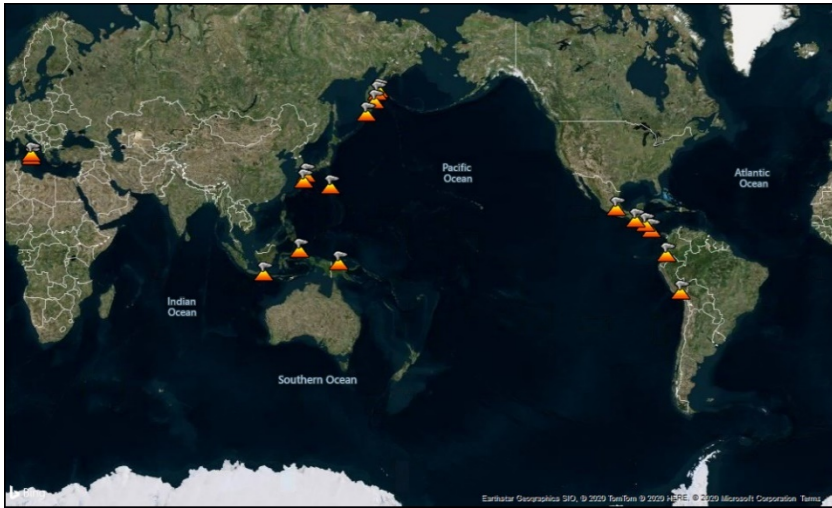 Pacific
Ocean
Atlantic
Ocean
Indian
Ocean
Southern Ocean
Bing
Earthstar Geographics SIO, © 2020 TomTom © 2020 HERE, © 2020 Microsoft Corporation Terms